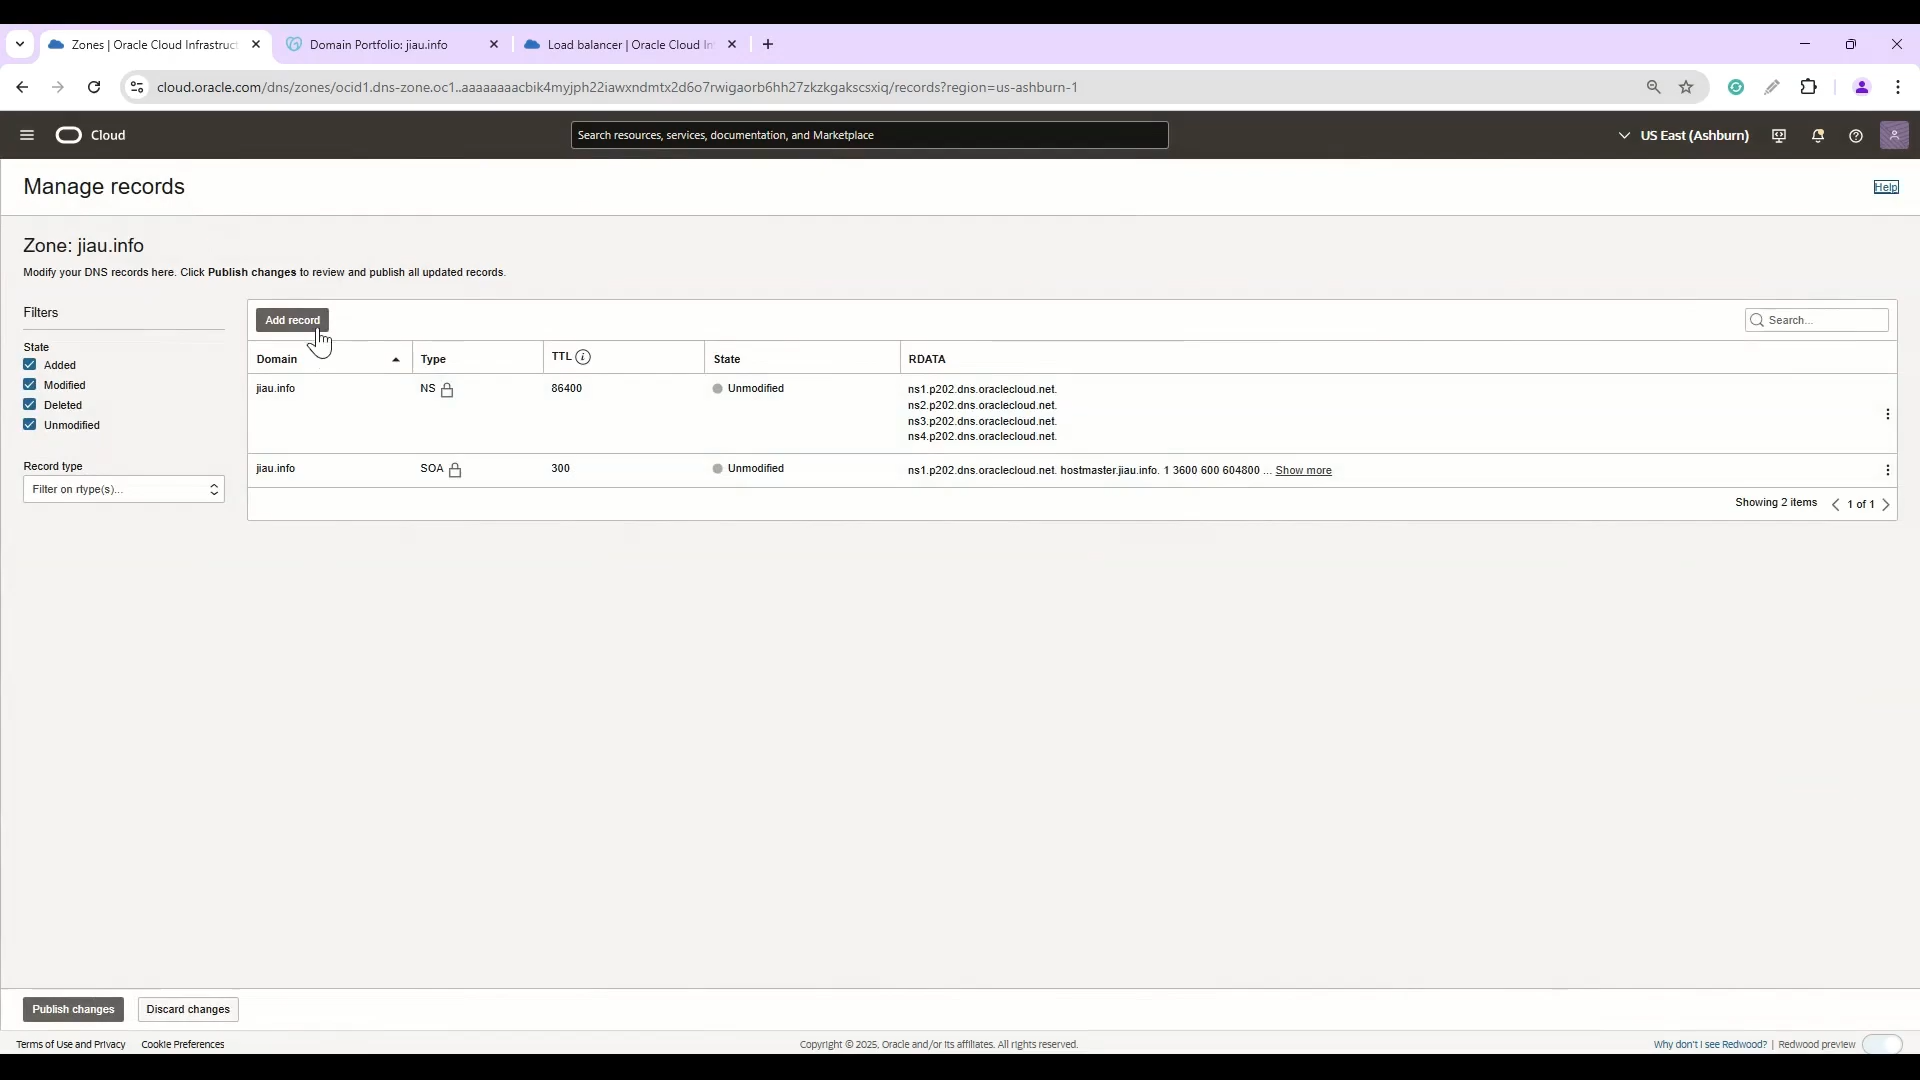 Zones | Oracle Cloud Infrastruct
Domain Portfolio: jiau.info
Load balancer | Oracle Cloud In
cloud.oracle.com/dns/zones/ocid1.dns-zone.oc1..aaaaaaaacbik4myjph22iawxndmtx2d6o7rwigaorb6hh27zkzkgakscsxiq/records?region=us-ashburn-1
Cloud
Search resources, services, documentation, and Marketplace
US East (Ashburn)
Manage records
Help
Zone: jiau.info
Modify your DNS records here. Click Publish changes to review and publish all updated records.
Filters
State
Added
Modified
Deleted
Unmodified
Record type
Filter on rtype(s)...
Add record
Search...
Domain Type TTL State RDATA
jiau.info NS 86400 Unmodified ns1.p202.dns.oraclecloud.net.
ns2.p202.dns.oraclecloud.net.
ns3.p202.dns.oraclecloud.net.
ns4.p202.dns.oraclecloud.net.
jiau.info SOA 300 Unmodified ns1.p202.dns.oraclecloud.net. hostmaster.jiau.info. 1 3600 600 604800 ... Show more
Showing 2 items 1 of 1
Publish changes
Discard changes
Terms of Use and Privacy Cookie Preferences
Copyright © 2025, Oracle and/or its affiliates. All rights reserved.
Why don't I see Redwood? | Redwood preview